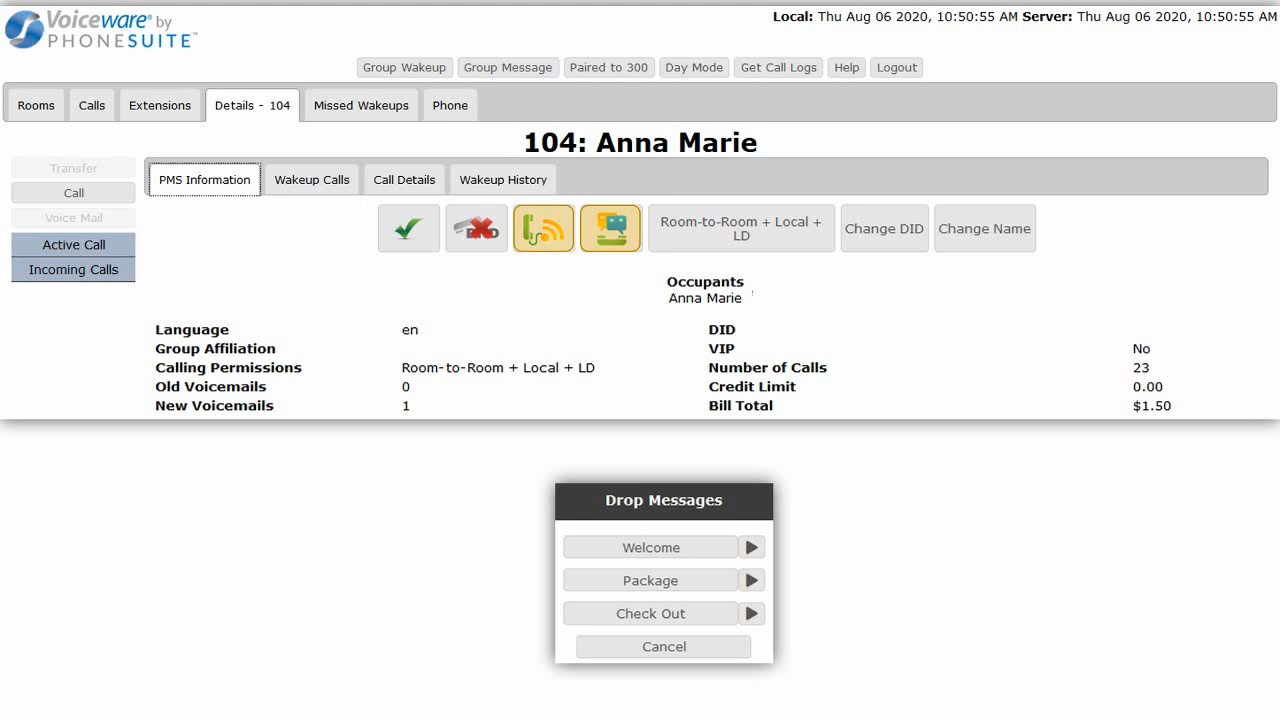 Voiceware® by
PHONESUITE™
Local: Thu Aug 06 2020, 10:50:55 AM Server: Thu Aug 06 2020, 10:50:55 AM
Group Wakeup Group Message Paired to 300 Day Mode Get Call Logs Help Logout
Rooms Calls Extensions Details - 104 Missed Wakeups Phone
104: Anna Marie
Transfer
Call
Voice Mail
Active Call
Incoming Calls
PMS Information Wakeup Calls Call Details Wakeup History
Room-to-Room + Local +
LD
Change DID Change Name
Occupants
Anna Marie
Language en DID
Group Affiliation VIP No
Calling Permissions Room-to-Room + Local + LD Number of Calls 23
Old Voicemails 0 Credit Limit 0.00
New Voicemails 1 Bill Total $1.50
Drop Messages
Welcome
Package
Check Out
Cancel